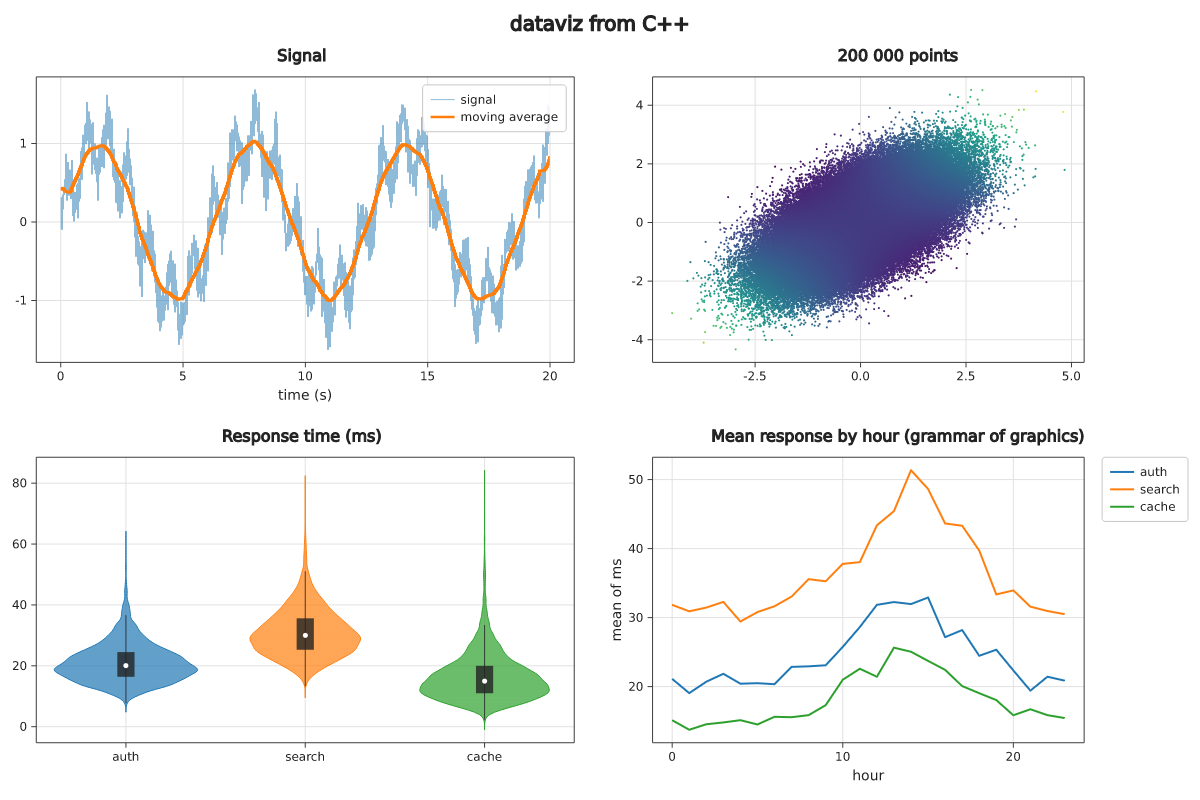 dataviz from C++
Signal
signal
moving average
1
0
-1
0 5 10 15 20
time (s)
200 000 points
4
2
0
-2
-4
-2.5 0.0 2.5 5.0
Response time (ms)
80
60
40
20
0
auth search cache
Mean response by hour (grammar of graphics)
auth
search
cache
mean of ms
50
40
30
20
0 10 20
hour